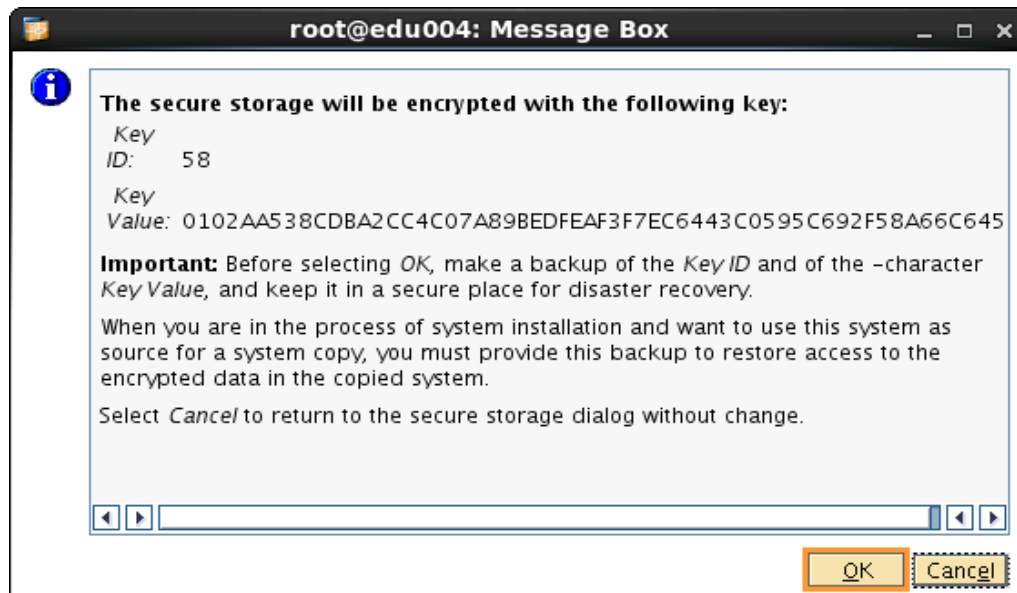 root@edu004: Message Box
The secure storage will be encrypted with the following key:
Key
ID: 58
Key
Value: 0102AA538CDBA2CC4C07A89BEDFEAF3F7EC6443C0595C692F58A66C645
Important: Before selecting OK, make a backup of the Key ID and of the –character
Key Value, and keep it in a secure place for disaster recovery.
When you are in the process of system installation and want to use this system as
source for a system copy, you must provide this backup to restore access to the
encrypted data in the copied system.
Select Cancel to return to the secure storage dialog without change.
OK
Cancel